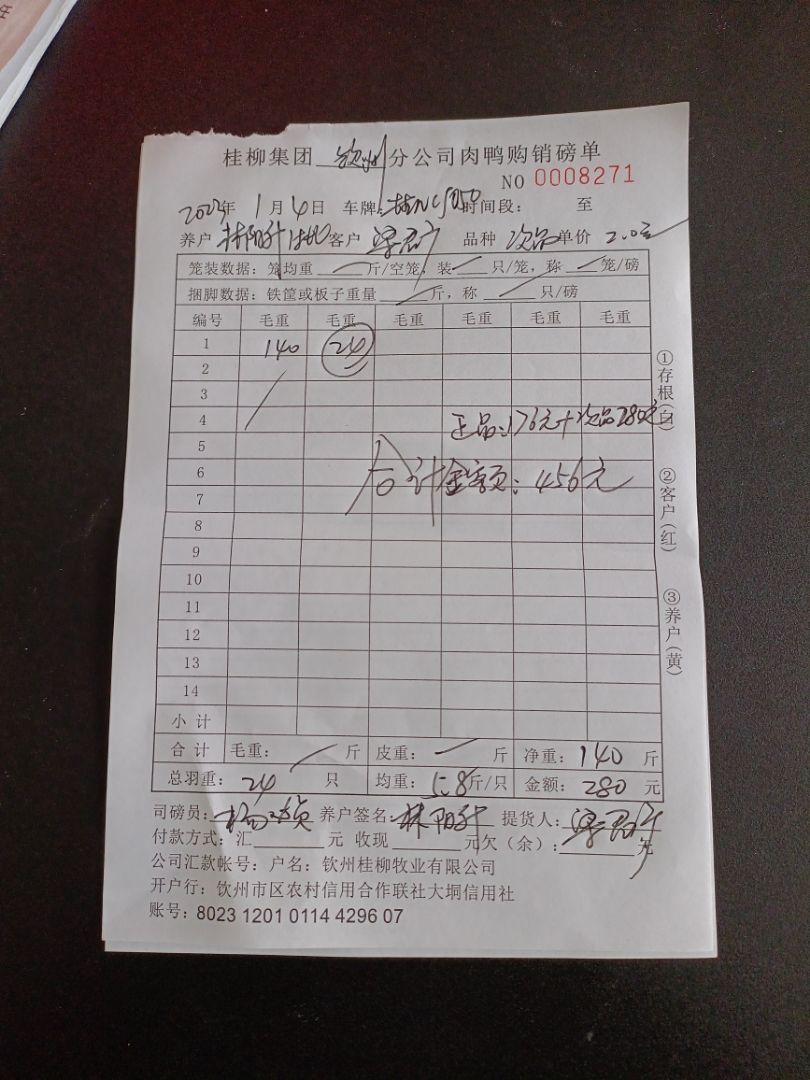 桂柳集团 钦州 分公司肉鸭购销磅单
NO 0008271
2023年 1月4日 车牌: 时间段: 至
养户 林阳升 客户 品种 次品 单价 2.0元
笼装数据:笼均重 斤/空笼,装 只/笼,称 笼/磅
捆脚数据:铁筐或板子重量 斤,称 只/磅
编号 毛重 毛重 毛重 毛重 毛重 毛重
1 140 24
2
3
4 正品:176元+次品280元
5
6 合计金额:456元
7
8
9
10
11
12
13
14
小计
合计 毛重: 斤 皮重: 斤 净重:140 斤
总羽重:24 只 均重:5.8斤/只 金额:280 元
司磅员: 养户签名:林阳升 提货人:
付款方式:汇 元 收现 元欠(余): 元
公司汇款帐号:户名:钦州桂柳牧业有限公司
开户行:钦州市区农村信用合作联社大垌信用社
账号:8023 1201 0114 4296 07
①存根(白)
②客户(红)
③养户(黄)